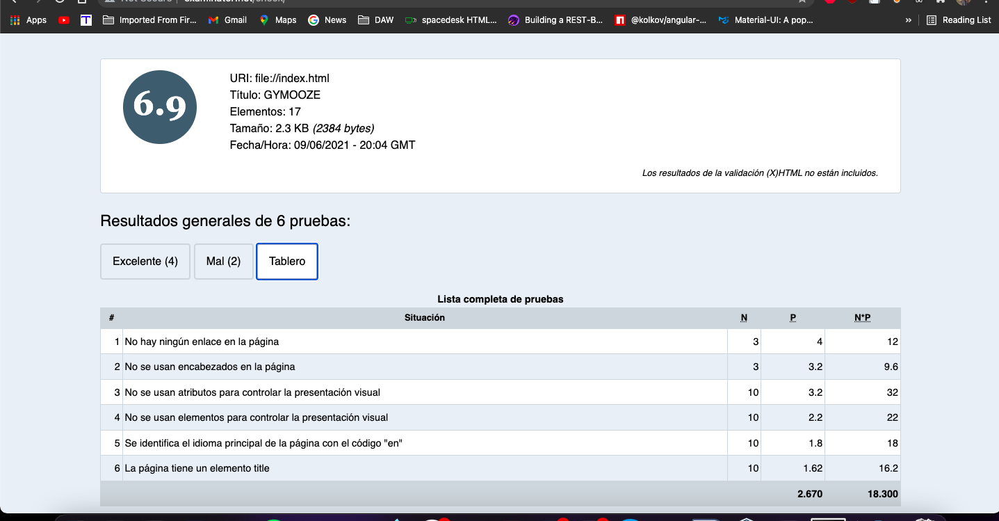 Apps Imported From Fir... Gmail Maps News DAW spacedesk HTML... Building a REST-B... @kolkov/angular-... Material-UI: A pop... » Reading List
6.9
URI: file://index.html
Título: GYMOOZE
Elementos: 17
Tamaño: 2.3 KB (2384 bytes)
Fecha/Hora: 09/06/2021 - 20:04 GMT
Los resultados de la validación (X)HTML no están incluidos.
Resultados generales de 6 pruebas:
Excelente (4) Mal (2) Tablero
Lista completa de pruebas
# Situación N P N*P
1 No hay ningún enlace en la página 3 4 12
2 No se usan encabezados en la página 3 3.2 9.6
3 No se usan atributos para controlar la presentación visual 10 3.2 32
4 No se usan elementos para controlar la presentación visual 10 2.2 22
5 Se identifica el idioma principal de la página con el código "en" 10 1.8 18
6 La página tiene un elemento title 10 1.62 16.2
2.670 18.300